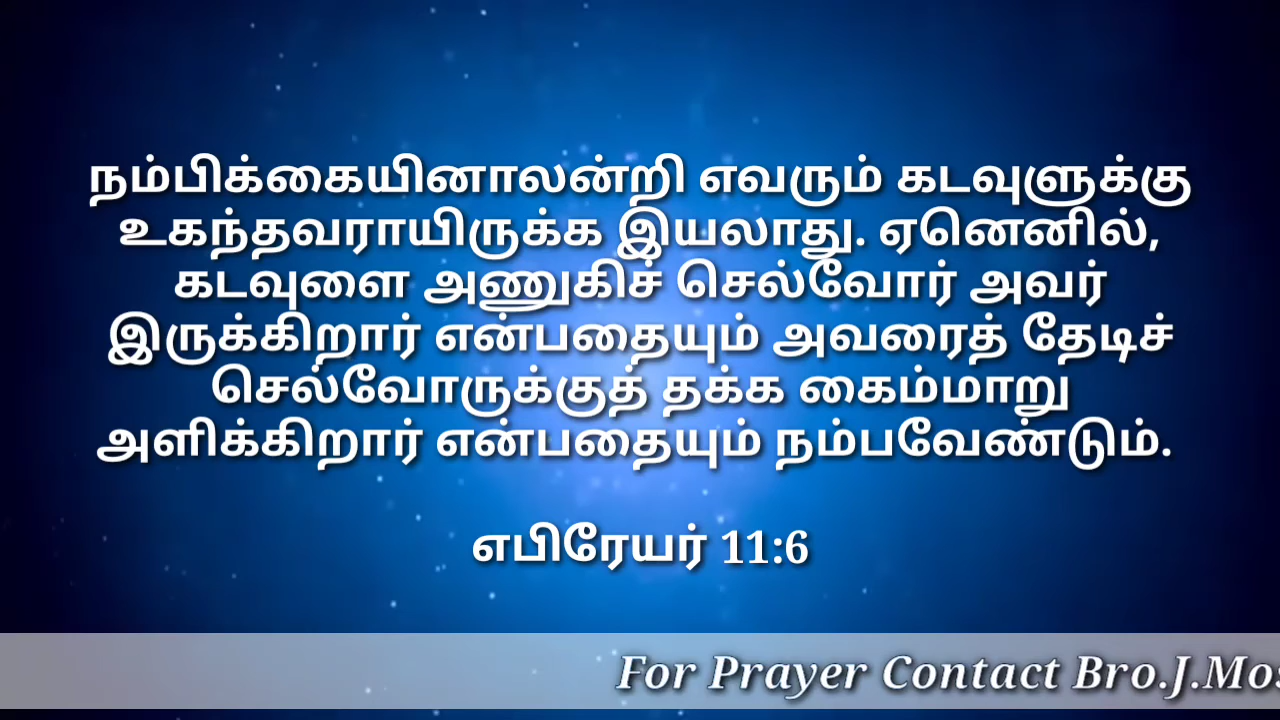 நம்பிக்கையினாலன்றி எவரும் கடவுளுக்கு
உகந்தவராயிருக்க இயலாது. ஏனெனில்,
கடவுளை அணுகிச் செல்வோர் அவர்
இருக்கிறார் என்பதையும் அவரைத் தேடிச்
செல்வோருக்குத் தக்க கைம்மாறு
அளிக்கிறார் என்பதையும் நம்பவேண்டும்.
எபிரேயர் 11:6
For Prayer Contact Bro.J.Mos